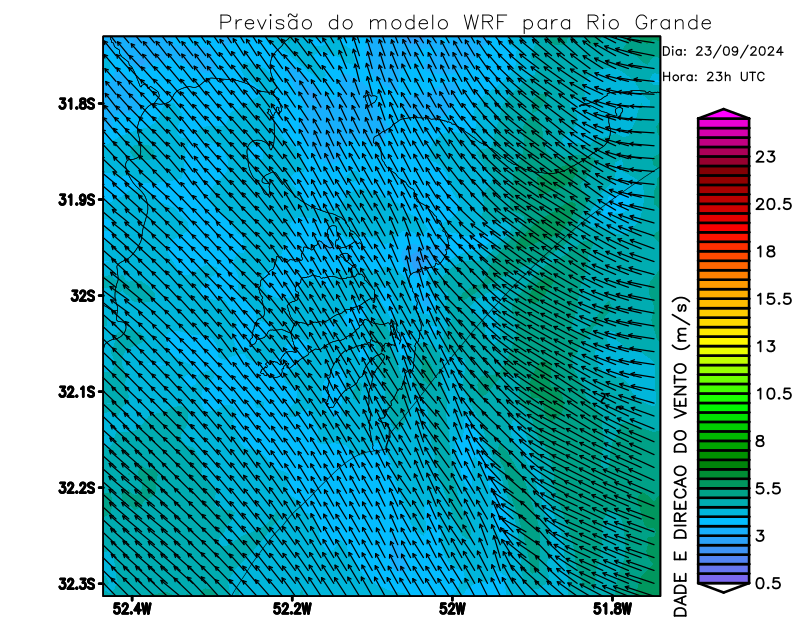 Previsão do modelo WRF para Rio Grande
Dia: 23/09/2024
Hora: 23h UTC
31.8S
31.9S
32S
32.1S
32.2S
32.3S
52.4W
52.2W
52W
51.8W
DADE E DIRECAO DO VENTO (m/s)
23
20.5
18
15.5
13
10.5
8
5.5
3
0.5